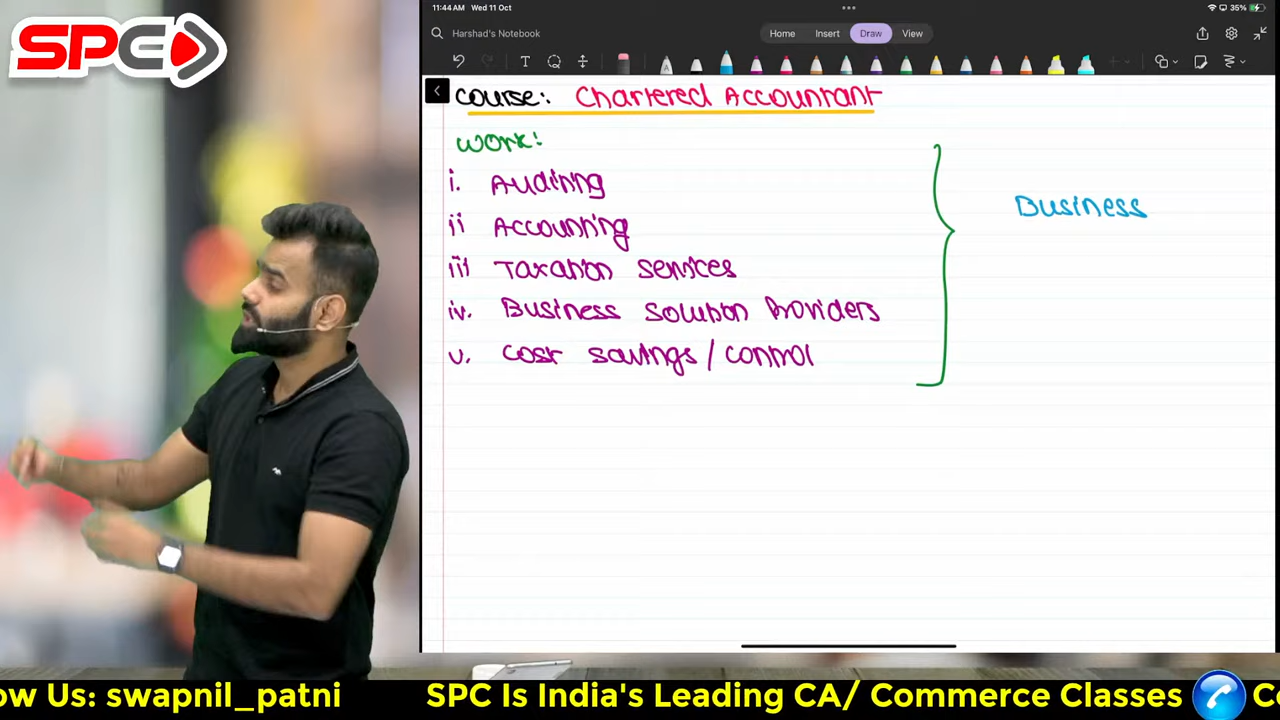 SPC
11:44 AM Wed 11 Oct
35%
Harshad's Notebook
Home Insert Draw View
Course: Chartered Accountant
Work:
i. Auditing
ii Accounting
iii Taxation services
iv. Business solution Providers
v. Cost savings / control
Business
ow Us: swapnil_patni SPC Is India's Leading CA/ Commerce Classes Co